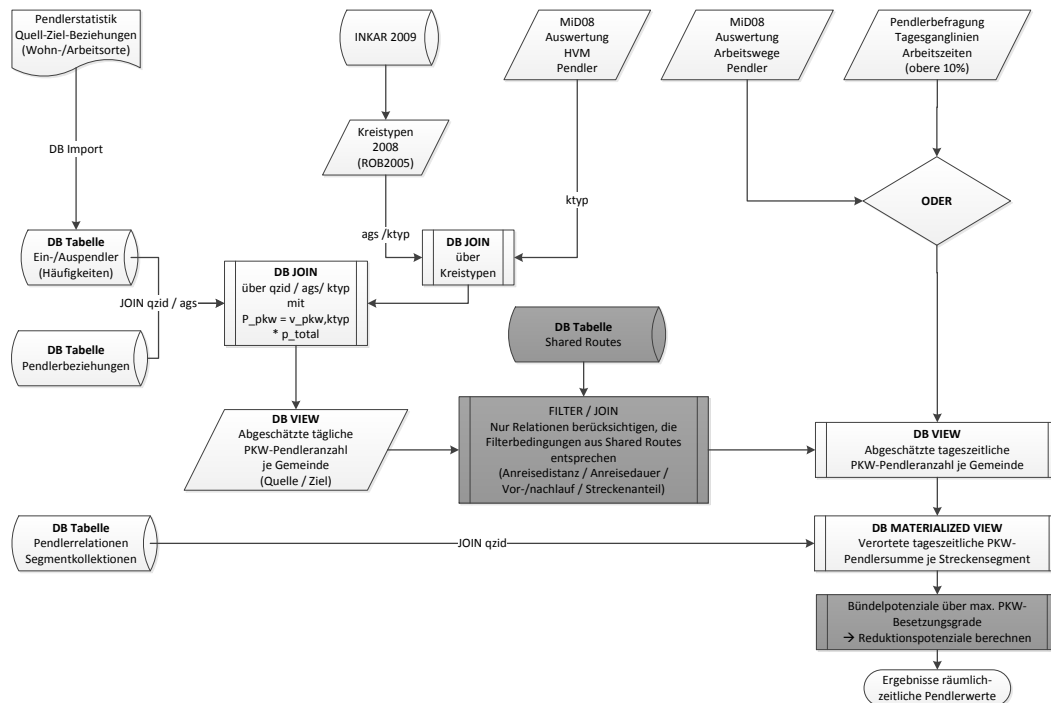 Pendlerstatistik
Quell-Ziel-Beziehungen
(Wohn-/Arbeitsorte)
INKAR 2009
MiD08
Auswertung
HVM
Pendler
MiD08
Auswertung
Arbeitswege
Pendler
Pendlerbefragung
Tagesganglinien
Arbeitszeiten
(obere 10%)
DB Import
Kreistypen
2008
(ROB2005)
ktyp
ODER
ags /ktyp
DB Tabelle
Ein-/Auspendler
(Häufigkeiten)
DB JOIN
über
Kreistypen
JOIN qzid / ags
DB JOIN
über qzid / ags/ ktyp
mit
P_pkw = v_pkw,ktyp
* p_total
DB Tabelle
Shared Routes
DB Tabelle
Pendlerbeziehungen
DB VIEW
Abgeschätzte tägliche
PKW-Pendleranzahl
je Gemeinde
(Quelle / Ziel)
FILTER / JOIN
Nur Relationen berücksichtigen, die
Filterbedingungen aus Shared Routes
entsprechen
(Anreisedistanz / Anreisedauer /
Vor-/nachlauf / Streckenanteil)
DB VIEW
Abgeschätzte tageszeitliche
PKW-Pendleranzahl je Gemeinde
DB Tabelle
Pendlerrelationen
Segmentkollektionen
JOIN qzid
DB MATERIALIZED VIEW
Verortete tageszeitliche PKW-
Pendlersumme je Streckensegment
Bündelpotenziale über max. PKW-
Besetzungsgrade
→ Reduktionspotenziale berechnen
Ergebnisse räumlich-
zeitliche Pendlerwerte